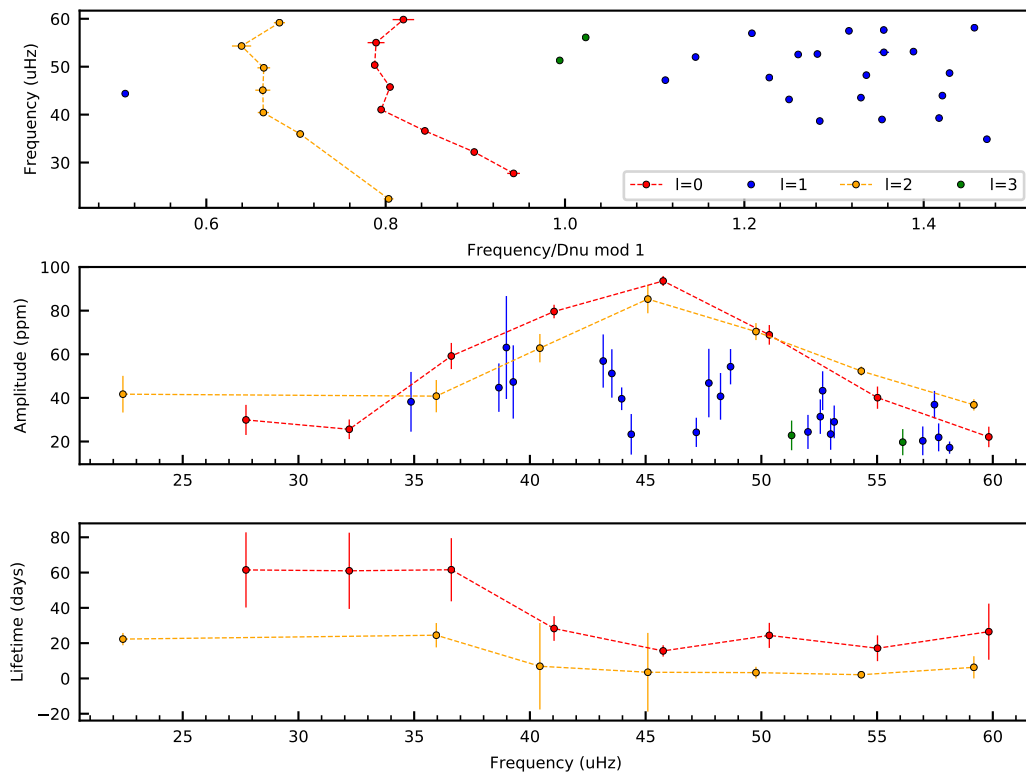 Frequency (uHz)
60
50
40
30
l=0 l=1 l=2 l=3
0.6 0.8 1.0 1.2 1.4
Frequency/Dnu mod 1
Amplitude (ppm)
100
80
60
40
20
25 30 35 40 45 50 55 60
Lifetime (days)
80
60
40
20
0
−20
25 30 35 40 45 50 55 60
Frequency (uHz)